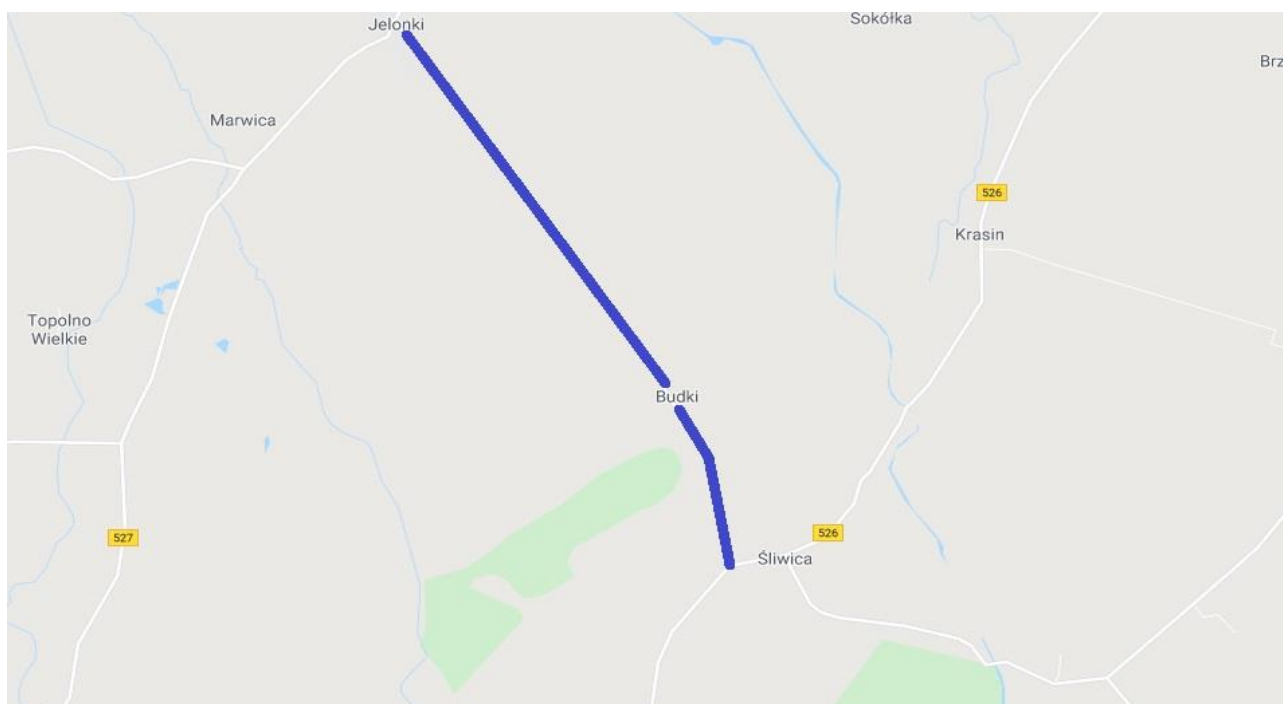 Jelonki
Sokółka
Brz
Marwica
526
Krasin
Topolno
Wielkie
Budki
527
526
Śliwica